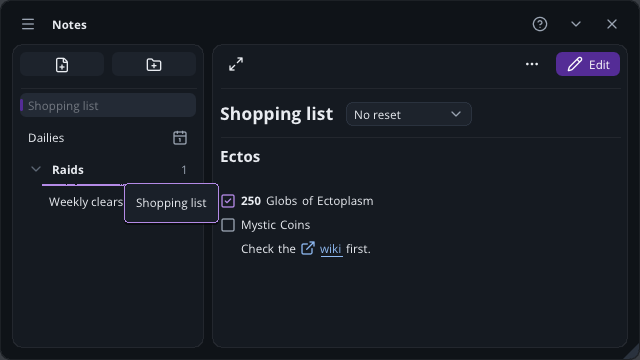 Notes
Edit
Shopping list
Dailies
Raids 1
Weekly clears
Shopping list
Shopping list No reset
Ectos
250 Globs of Ectoplasm
Mystic Coins
Check the wiki first.